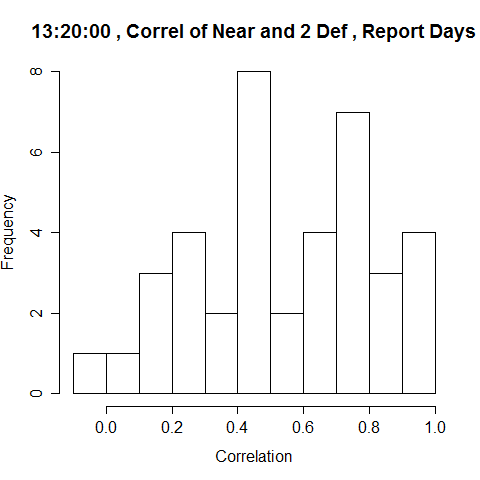 13:20:00 , Correl of Near and 2 Def , Report Days
Frequency
8
6
4
2
0
0.0 0.2 0.4 0.6 0.8 1.0
Correlation